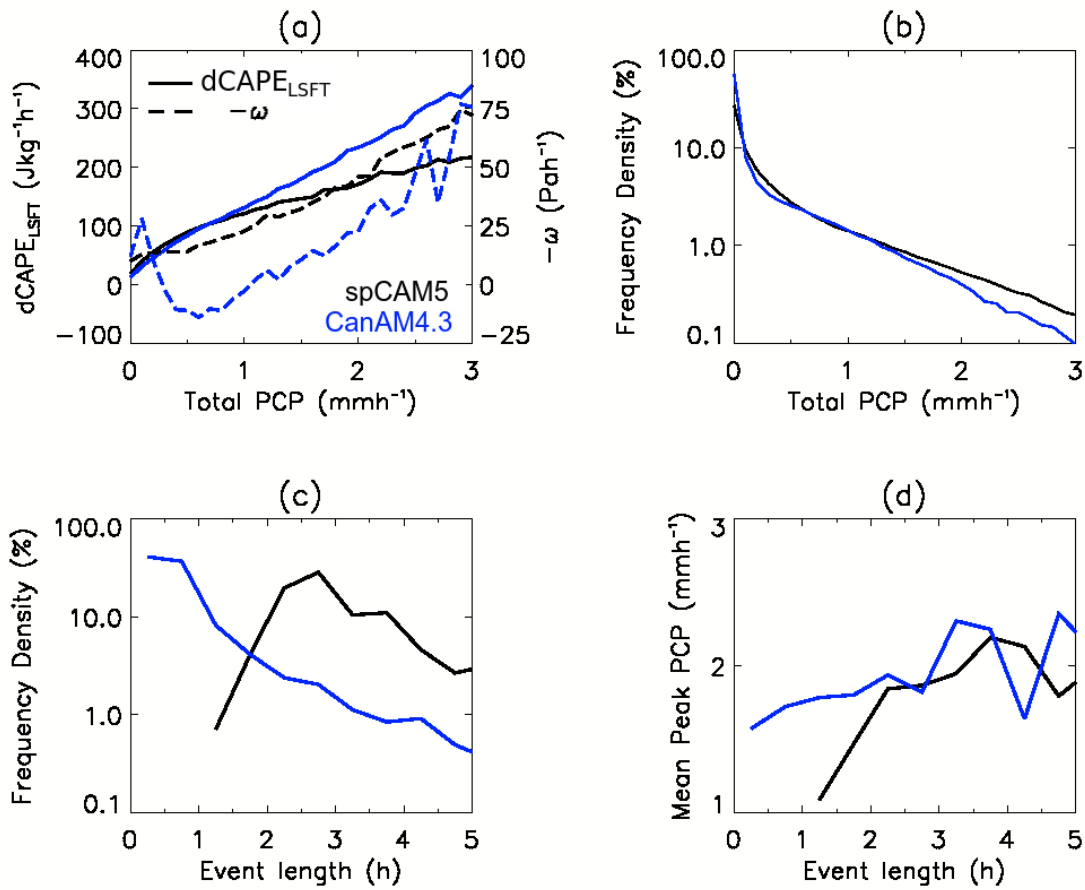 (a)
400
300
200
100
0
−100
dCAPE_LSFT (Jkg⁻¹h⁻¹)
dCAPE_LSFT
−ω
spCAM5
CanAM4.3
100
75
50
25
0
−25
−ω (Pah⁻¹)
0 1 2 3
Total PCP (mmh⁻¹)
(b)
100.0
10.0
1.0
0.1
Frequency Density (%)
0 1 2 3
Total PCP (mmh⁻¹)
(c)
100.0
10.0
1.0
0.1
Frequency Density (%)
0 1 2 3 4 5
Event length (h)
(d)
3
2
1
Mean Peak PCP (mmh⁻¹)
0 1 2 3 4 5
Event length (h)